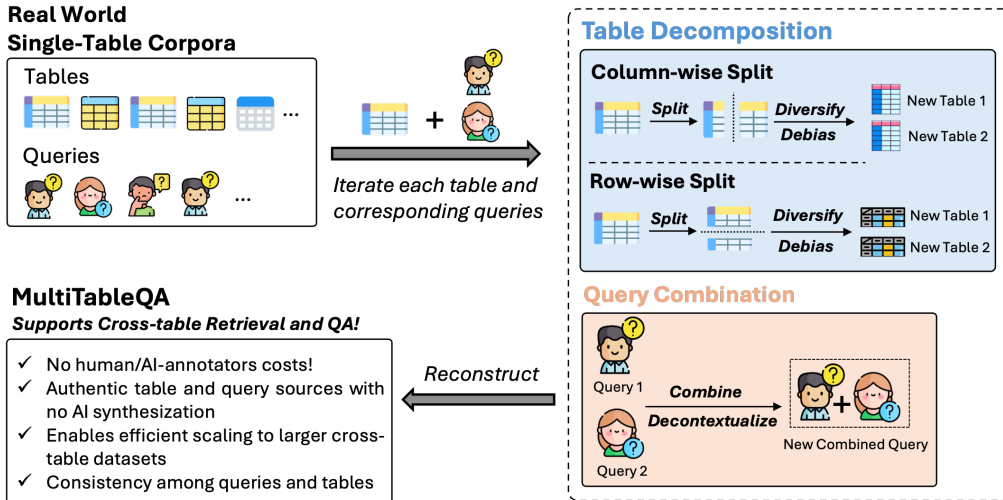 Real World
Single-Table Corpora
Tables
...
Queries
...
+
Iterate each table and
corresponding queries
Table Decomposition
Column-wise Split
Split
Diversify
Debias
New Table 1
New Table 2
Row-wise Split
Split
Diversify
Debias
New Table 1
New Table 2
Query Combination
Query 1
Query 2
Combine
Decontextualize
+
New Combined Query
Reconstruct
MultiTableQA
Supports Cross-table Retrieval and QA!
✓ No human/AI-annotators costs!
✓ Authentic table and query sources with
no AI synthesization
✓ Enables efficient scaling to larger cross-
table datasets
✓ Consistency among queries and tables